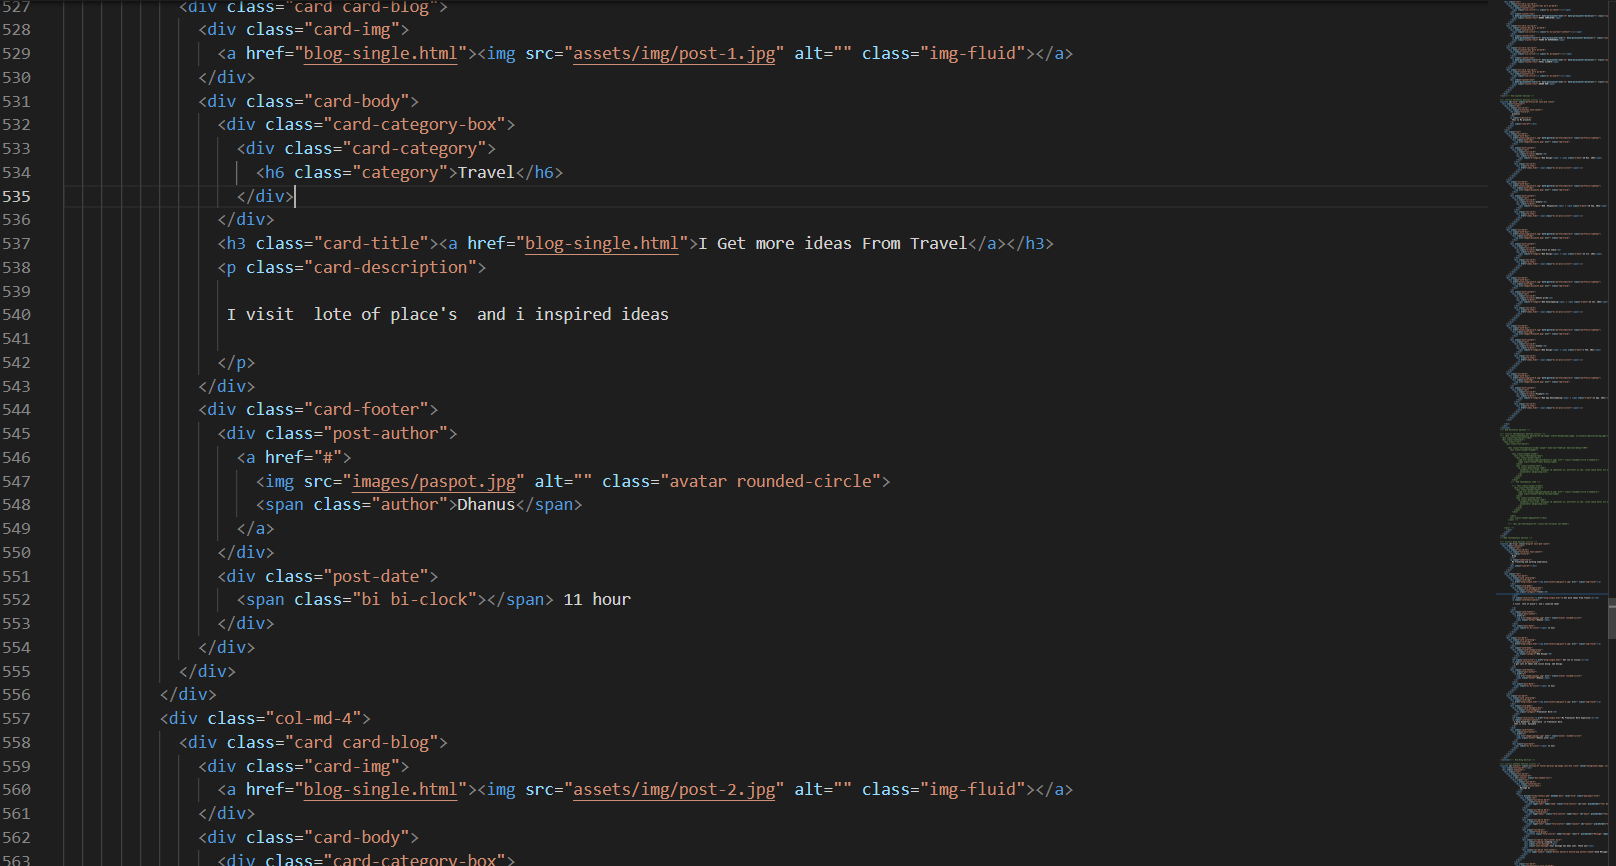 527 <div class="card card-blog">
528 <div class="card-img">
529 <a href="blog-single.html"><img src="assets/img/post-1.jpg" alt="" class="img-fluid"></a>
530 </div>
531 <div class="card-body">
532 <div class="card-category-box">
533 <div class="card-category">
534 <h6 class="category">Travel</h6>
535 </div>
536 </div>
537 <h3 class="card-title"><a href="blog-single.html">I Get more ideas From Travel</a></h3>
538 <p class="card-description">
539
540 I visit  lote of place's  and i inspired ideas
541
542 </p>
543 </div>
544 <div class="card-footer">
545 <div class="post-author">
546 <a href="#">
547 <img src="images/paspot.jpg" alt="" class="avatar rounded-circle">
548 <span class="author">Dhanus</span>
549 </a>
550 </div>
551 <div class="post-date">
552 <span class="bi bi-clock"></span> 11 hour
553 </div>
554 </div>
555 </div>
556 </div>
557 <div class="col-md-4">
558 <div class="card card-blog">
559 <div class="card-img">
560 <a href="blog-single.html"><img src="assets/img/post-2.jpg" alt="" class="img-fluid"></a>
561 </div>
562 <div class="card-body">
563 <div class="card-category-box">